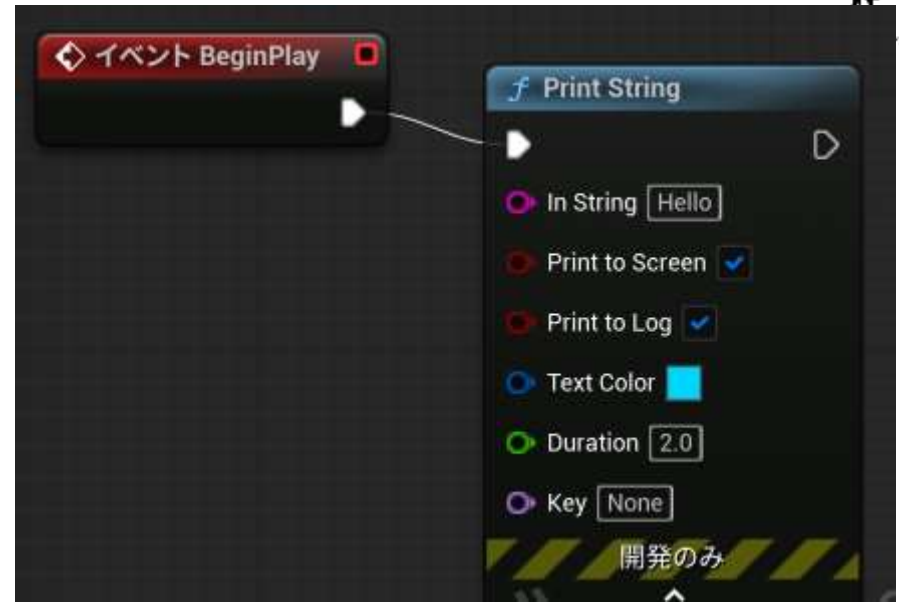 イベント BeginPlay
f Print String
In String Hello
Print to Screen
Print to Log
Text Color
Duration 2.0
Key None
開発のみ